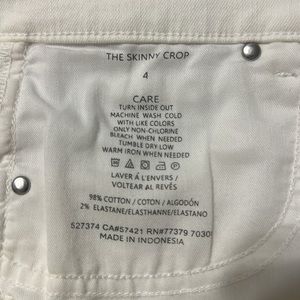 THE SKINNY CROP
4
CARE
TURN INSIDE OUT
MACHINE WASH COLD
WITH LIKE COLORS
ONLY NON-CHLORINE
BLEACH WHEN NEEDED
TUMBLE DRY LOW
WARM IRON WHEN NEEDED
LAVER À L'ENVERS /
VOLTEAR AL REVÉS
98% COTTON / COTON / ALGODÓN
2% ELASTANE/ELASTHANNE/ELASTANO
527374 CA#57421 RN#77379 7030
MADE IN INDONESIA